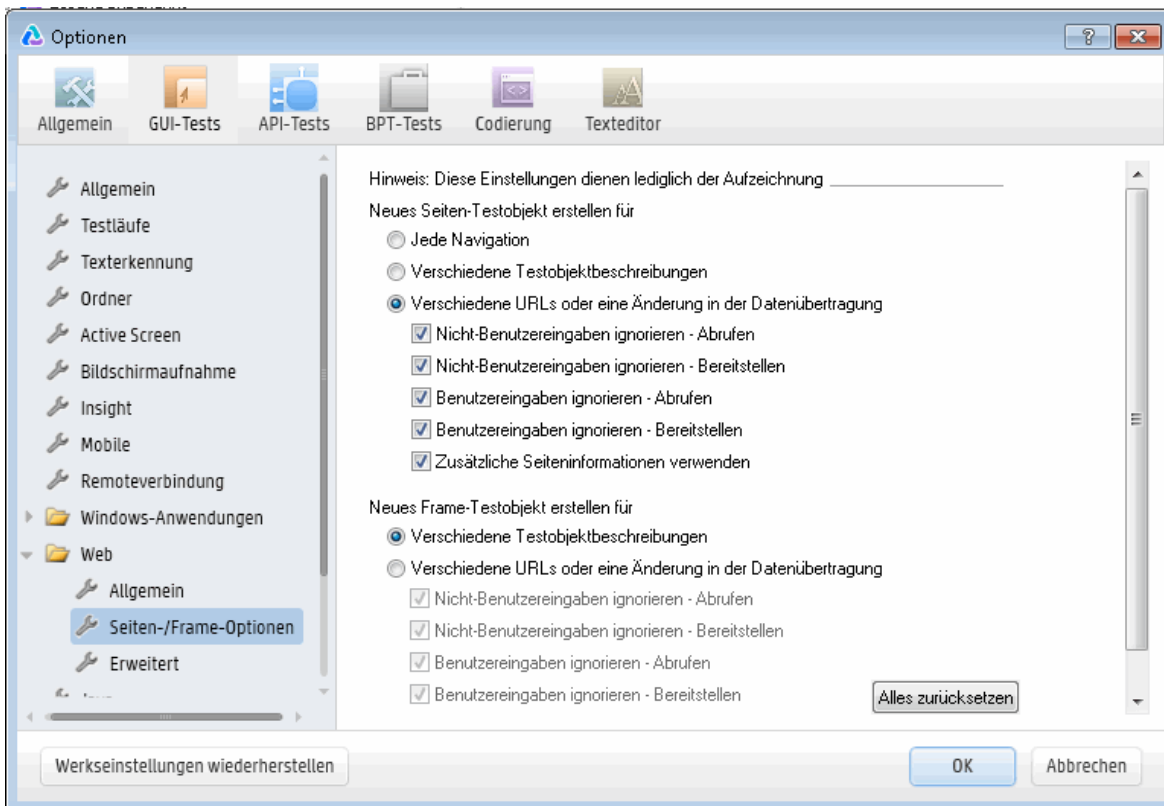 Optionen
Allgemein GUI-Tests API-Tests BPT-Tests Codierung Texteditor
Allgemein
Testläufe
Texterkennung
Ordner
Active Screen
Bildschirmaufnahme
Insight
Mobile
Remoteverbindung
Windows-Anwendungen
Web
Allgemein
Seiten-/Frame-Optionen
Erweitert
Hinweis: Diese Einstellungen dienen lediglich der Aufzeichnung
Neues Seiten-Testobjekt erstellen für
Jede Navigation
Verschiedene Testobjektbeschreibungen
Verschiedene URLs oder eine Änderung in der Datenübertragung
Nicht-Benutzereingaben ignorieren - Abrufen
Nicht-Benutzereingaben ignorieren - Bereitstellen
Benutzereingaben ignorieren - Abrufen
Benutzereingaben ignorieren - Bereitstellen
Zusätzliche Seiteninformationen verwenden
Neues Frame-Testobjekt erstellen für
Verschiedene Testobjektbeschreibungen
Verschiedene URLs oder eine Änderung in der Datenübertragung
Nicht-Benutzereingaben ignorieren - Abrufen
Nicht-Benutzereingaben ignorieren - Bereitstellen
Benutzereingaben ignorieren - Abrufen
Benutzereingaben ignorieren - Bereitstellen
Alles zurücksetzen
Werkseinstellungen wiederherstellen OK Abbrechen